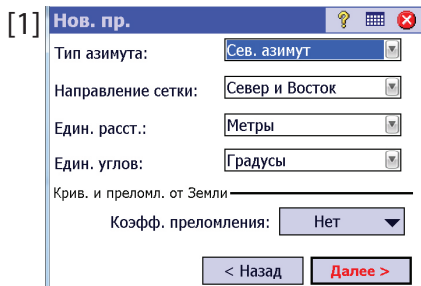 [1] Нов. пр.
Тип азимута: Сев. азимут
Направление сетки: Север и Восток
Един. расст.: Метры
Един. углов: Градусы
Крив. и преломл. от Земли
Коэфф. преломления: Нет
< Назад Далее >